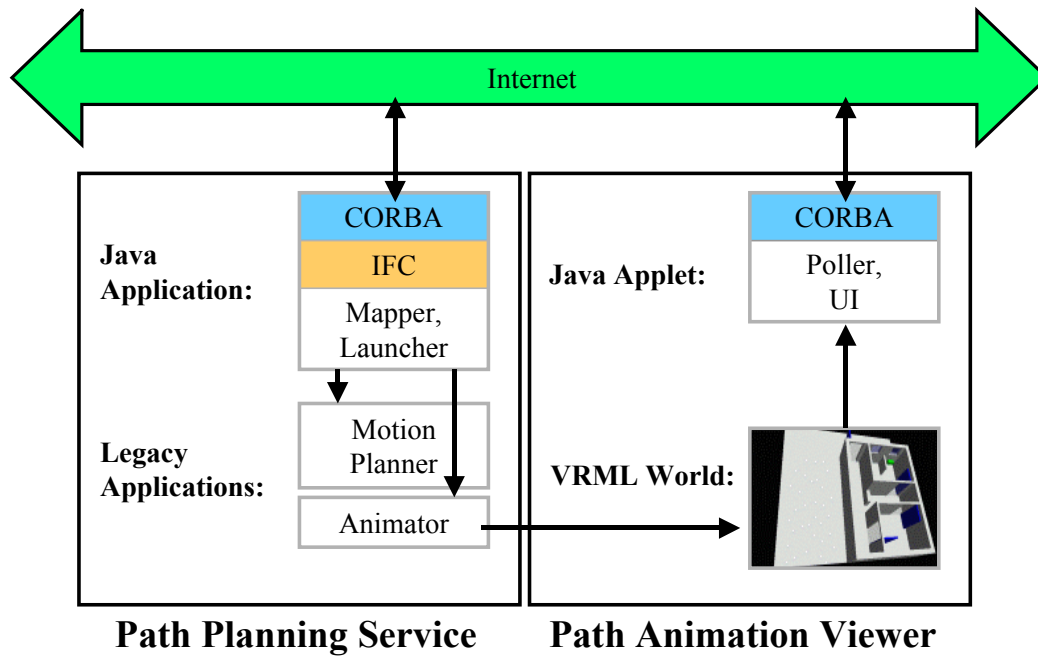 Internet
Java
Application:
CORBA
IFC
Mapper,
Launcher
Legacy
Applications:
Motion
Planner
Animator
Path Planning Service
Java Applet:
CORBA
Poller,
UI
VRML World:
Path Animation Viewer